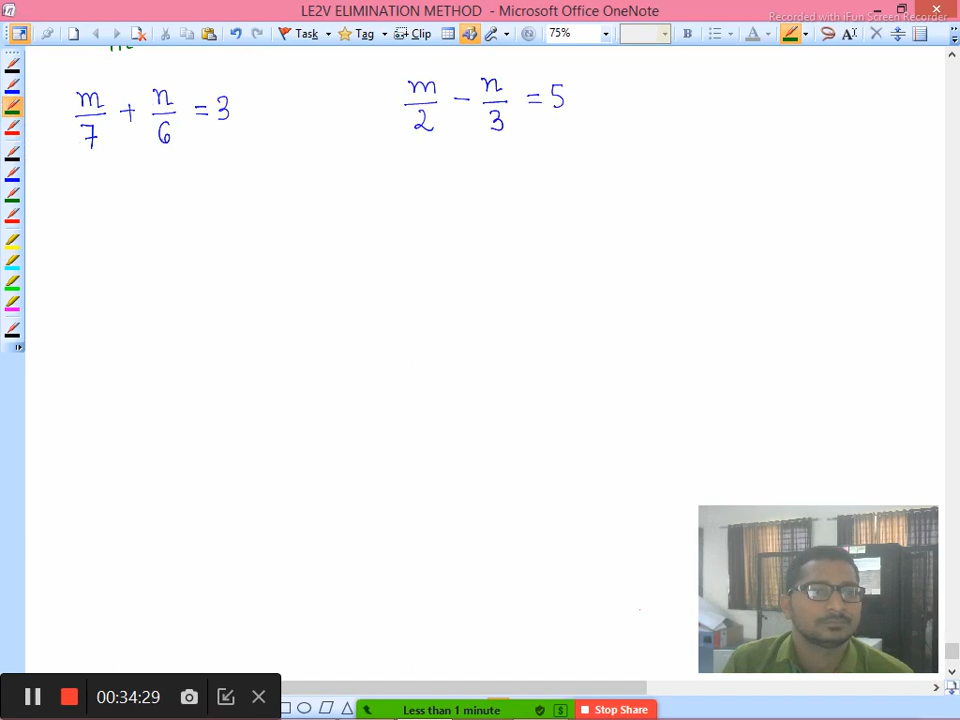 LE2V ELIMINATION METHOD - Microsoft Office OneNote
Recorded with iFun Screen Recorder
Task Tag Clip 75% B A A
m/7 + n/6 = 3
m/2 - n/3 = 5
00:34:29
Less than 1 minute $ Stop Share